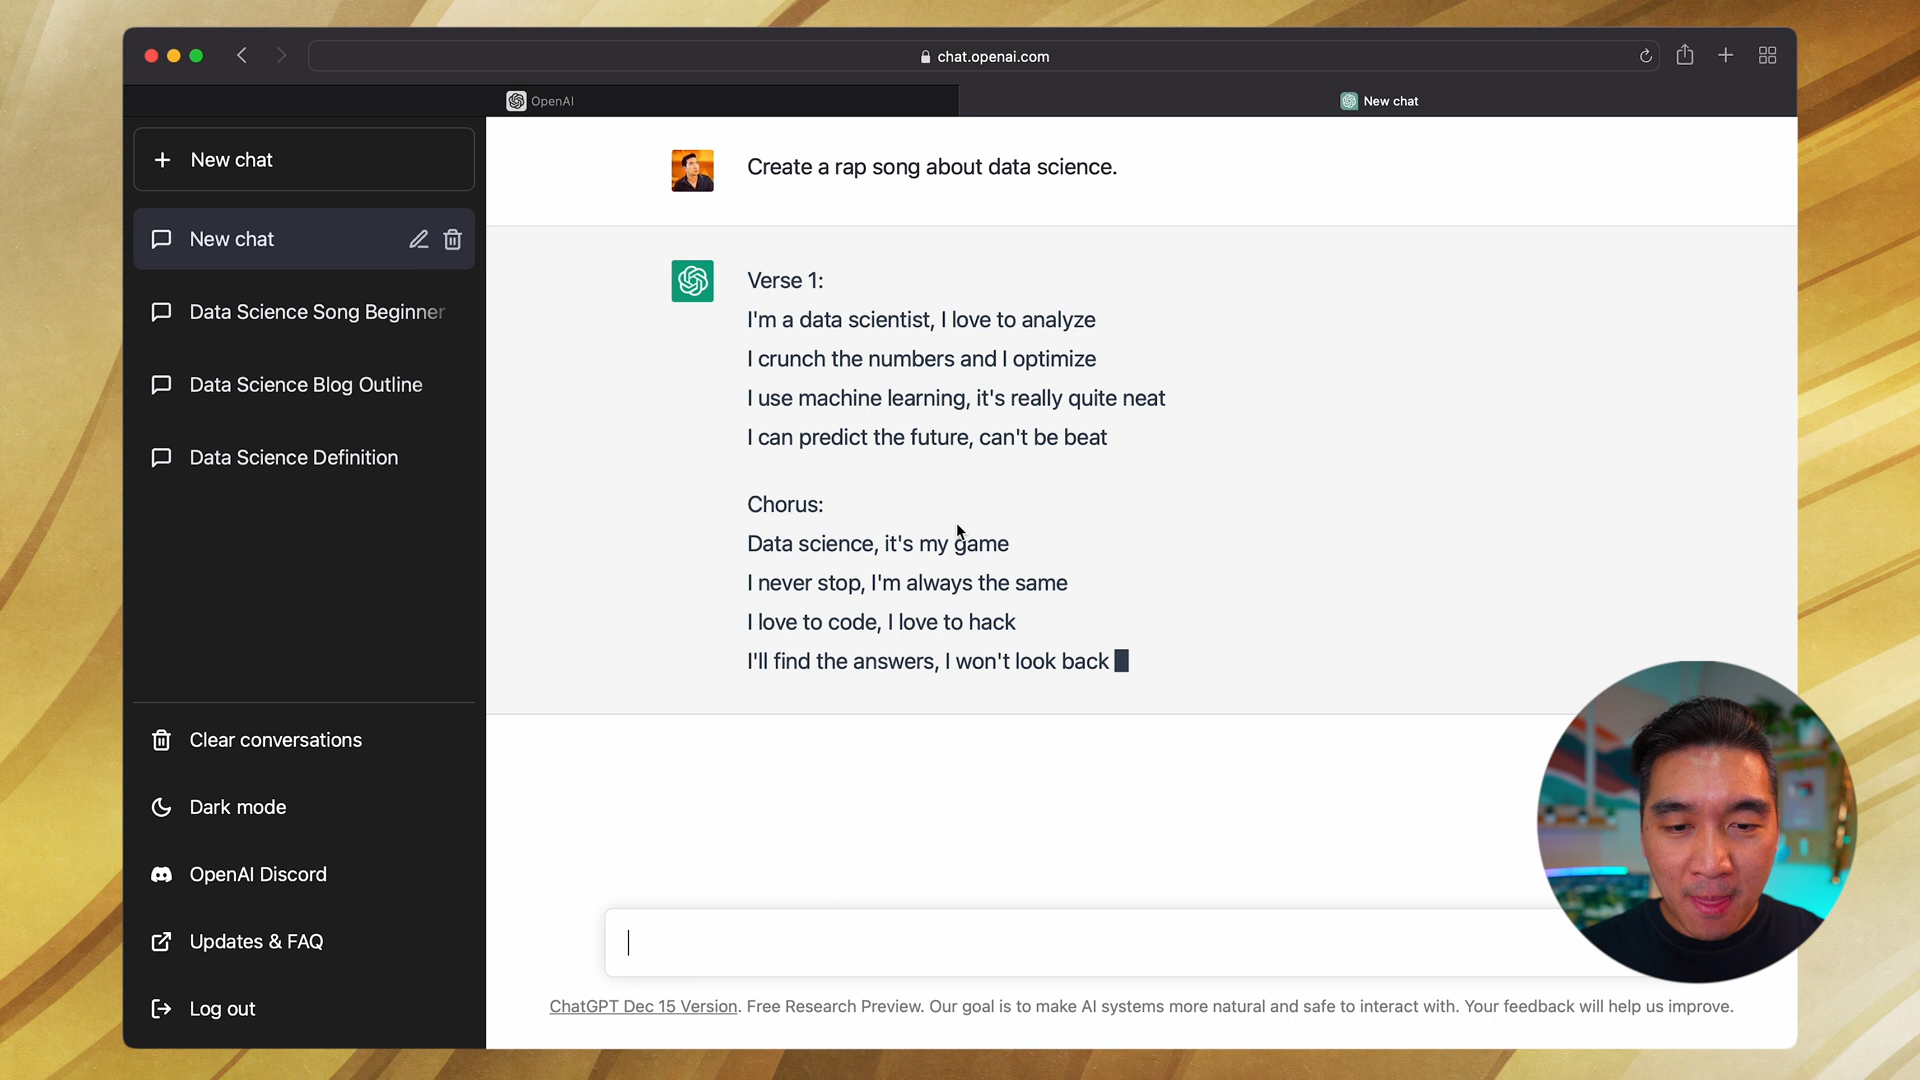 chat.openai.com
OpenAI
New chat
New chat
New chat
Data Science Song Beginner
Data Science Blog Outline
Data Science Definition
Clear conversations
Dark mode
OpenAI Discord
Updates & FAQ
Log out
Create a rap song about data science.
Verse 1:
I'm a data scientist, I love to analyze
I crunch the numbers and I optimize
I use machine learning, it's really quite neat
I can predict the future, can't be beat
Chorus:
Data science, it's my game
I never stop, I'm always the same
I love to code, I love to hack
I'll find the answers, I won't look back
ChatGPT Dec 15 Version. Free Research Preview. Our goal is to make AI systems more natural and safe to interact with. Your feedback will help us improve.